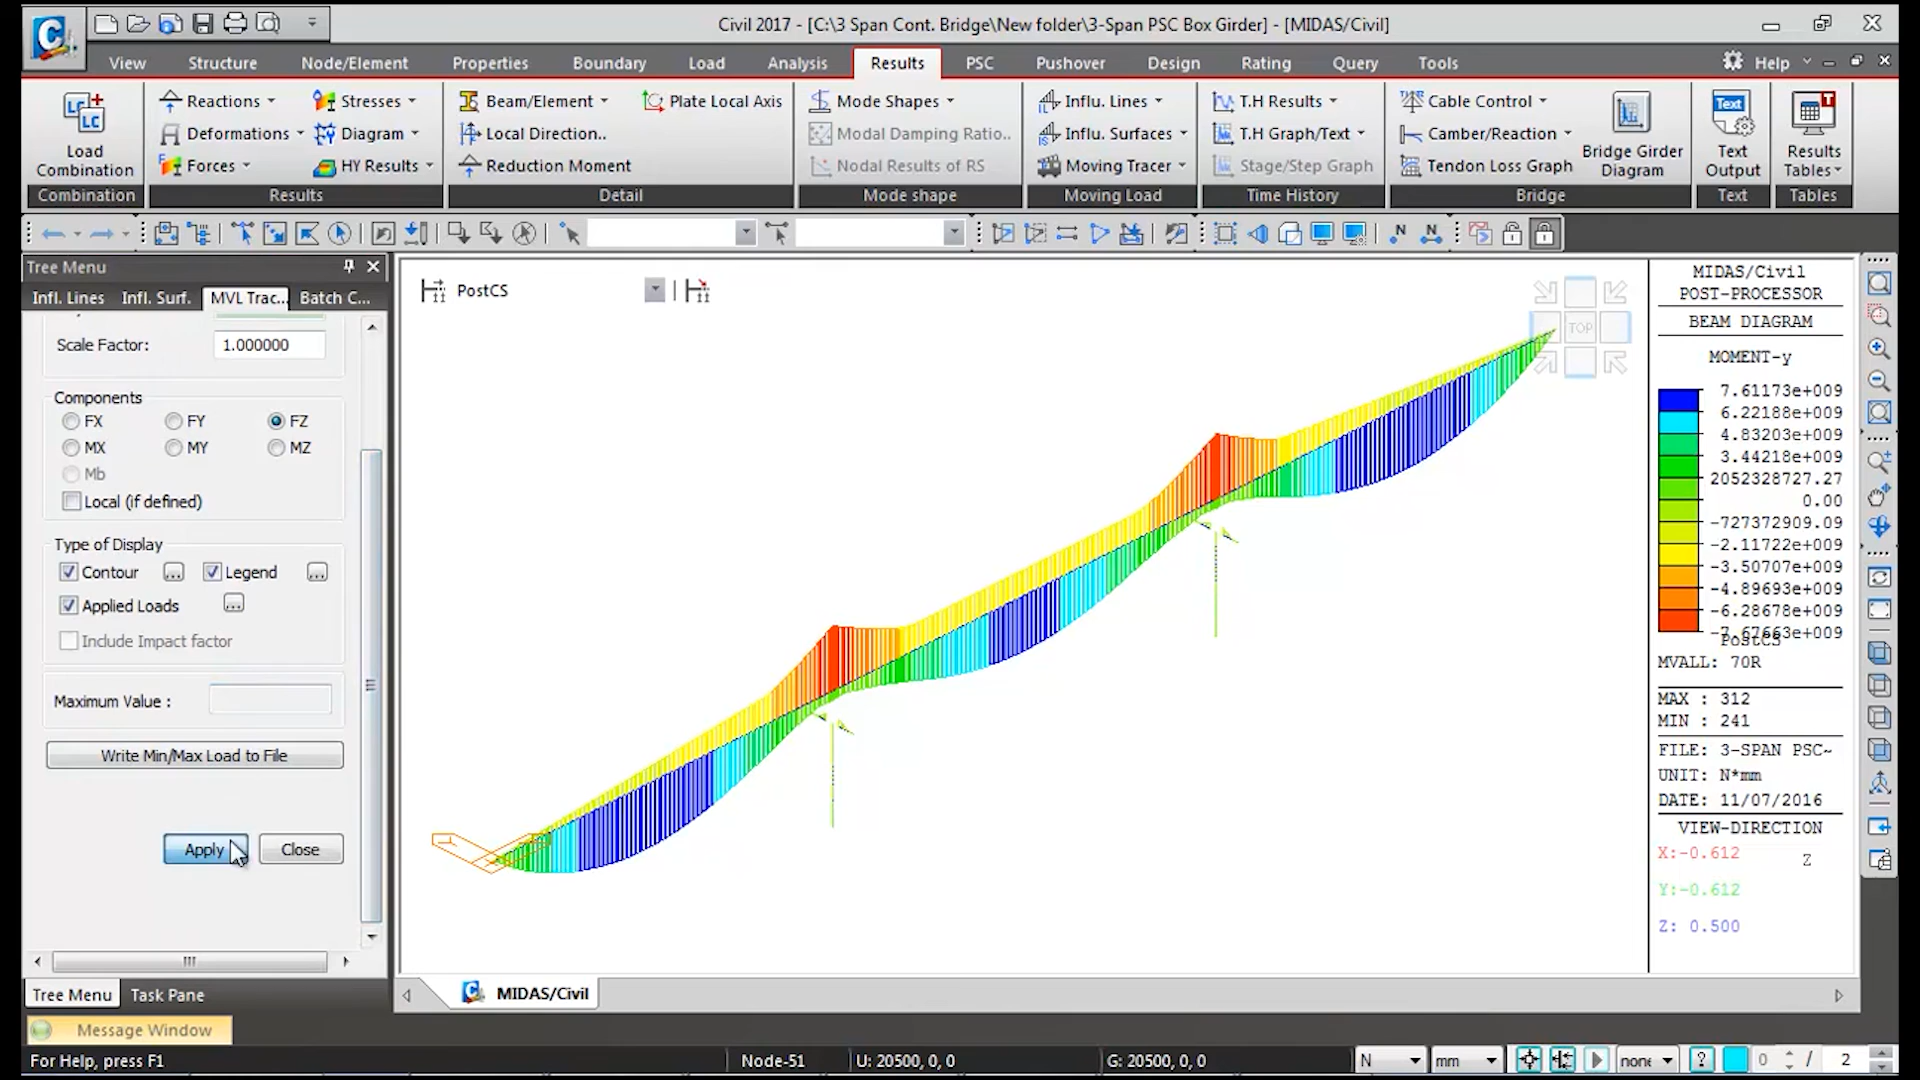 Civil 2017 - [C:\3 Span Cont. Bridge\New folder\3-Span PSC Box Girder] - [MIDAS/Civil]
View Structure Node/Element Properties Boundary Load Analysis Results PSC Pushover Design Rating Query Tools Help
Reactions Stresses Beam/Element Plate Local Axis Mode Shapes Influ. Lines T.H Results Cable Control
Deformations Diagram Local Direction.. Modal Damping Ratio.. Influ. Surfaces T.H Graph/Text Camber/Reaction
Forces HY Results Reduction Moment Nodal Results of RS Moving Tracer Stage/Step Graph Tendon Loss Graph
LC+
LC
Load
Combination
Bridge Girder
Diagram
Text
Text
Output
Results
Tables
Combination Results Detail Mode shape Moving Load Time History Bridge Text Tables
Tree Menu
Infl. Lines Infl. Surf. MVL Trac... Batch C...
Scale Factor: 1.000000
Components
FX FY FZ
MX MY MZ
Mb
Local (if defined)
Type of Display
Contour ... Legend ...
Applied Loads ...
Include Impact factor
Maximum Value :
Write Min/Max Load to File
Apply Close
Tree Menu Task Pane
Message Window
PostCS
TOP
MIDAS/Civil
POST-PROCESSOR
BEAM DIAGRAM
MOMENT-y
7.61173e+009
6.22188e+009
4.83203e+009
3.44218e+009
2052328727.27
0.00
-727372909.09
-2.11722e+009
-3.50707e+009
-4.89693e+009
-6.28678e+009
-7.67663e+009
PostCS
MVALL: 70R
MAX : 312
MIN : 241
FILE: 3-SPAN PSC~
UNIT: N*mm
DATE: 11/07/2016
VIEW-DIRECTION
X:-0.612
Z
Y:-0.612
Z: 0.500
MIDAS/Civil
For Help, press F1 Node-51 U: 20500, 0, 0 G: 20500, 0, 0 N mm none ? 0 / 2